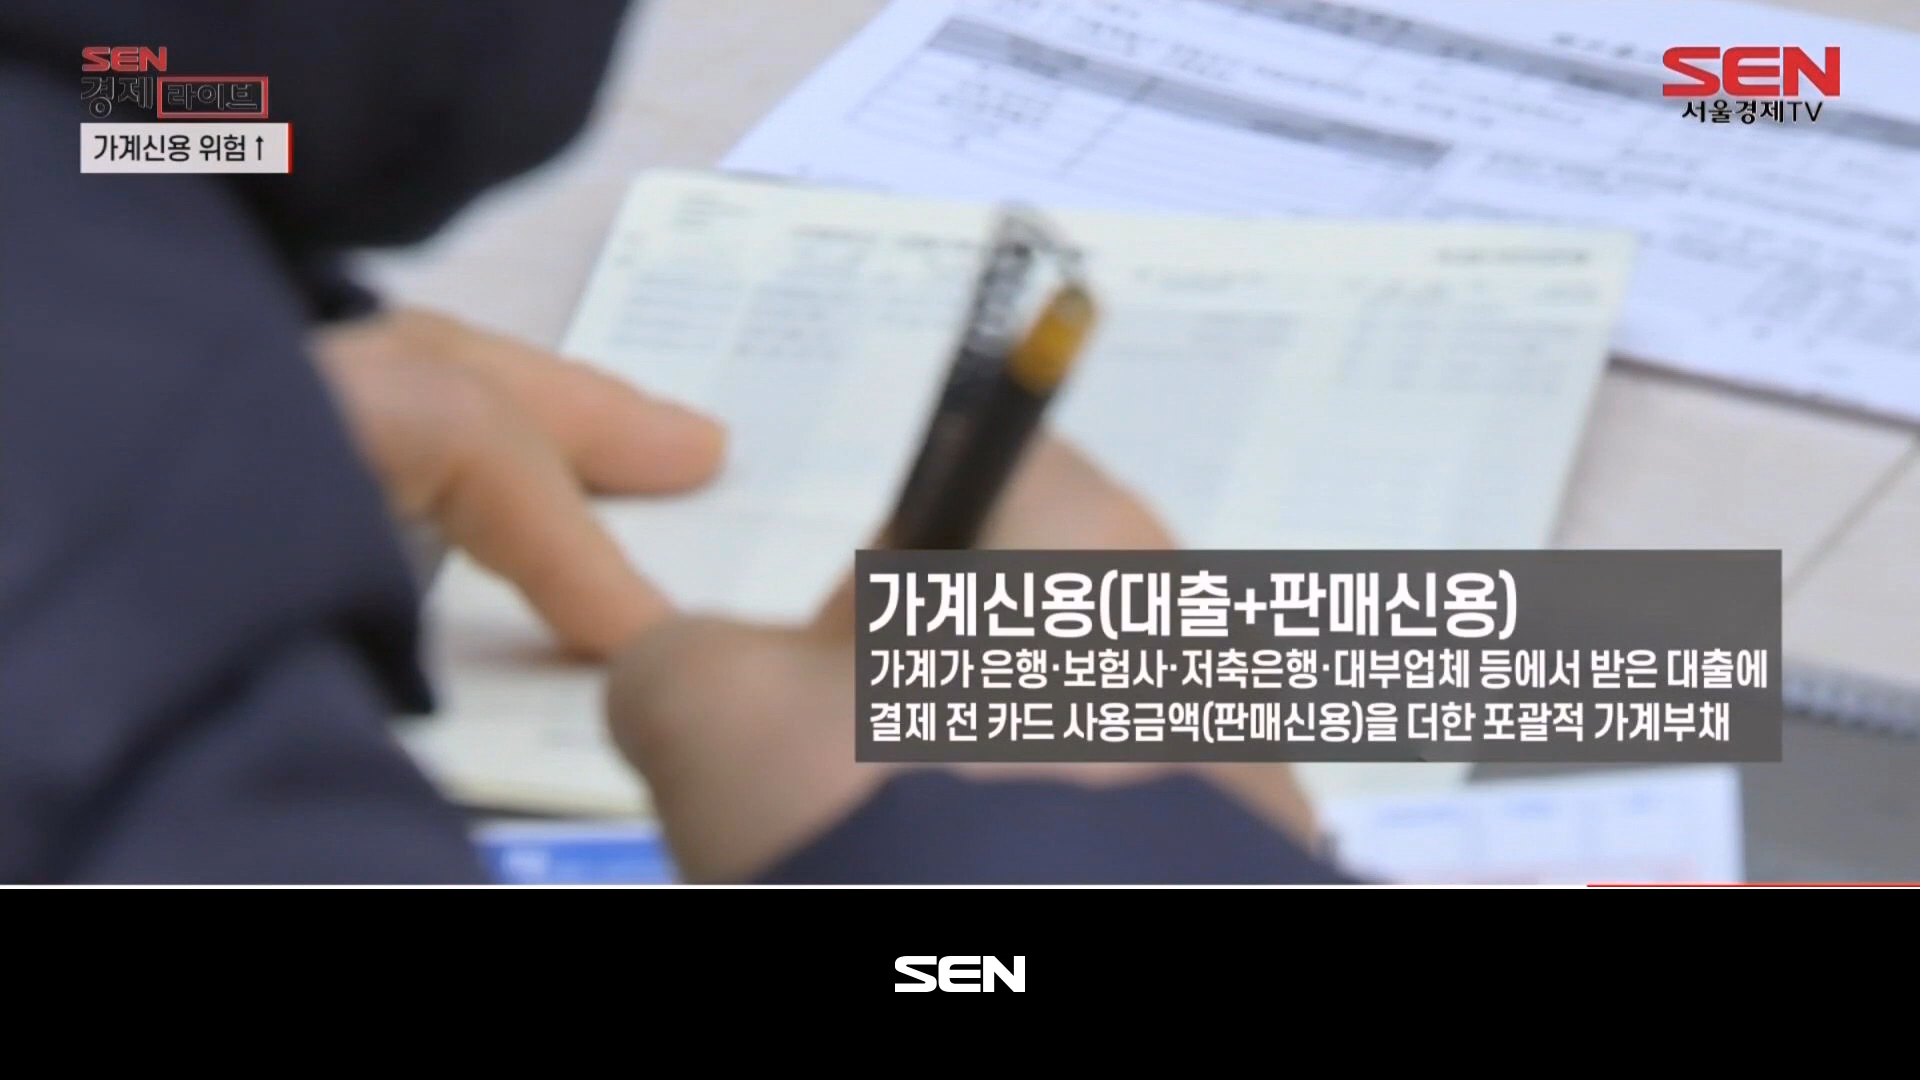 SEN
경제 라이브
가계신용 위험↑
SEN
서울경제TV
가계신용(대출+판매신용)
가계가 은행·보험사·저축은행·대부업체 등에서 받은 대출에
결제 전 카드 사용금액(판매신용)을 더한 포괄적 가계부채
SEN